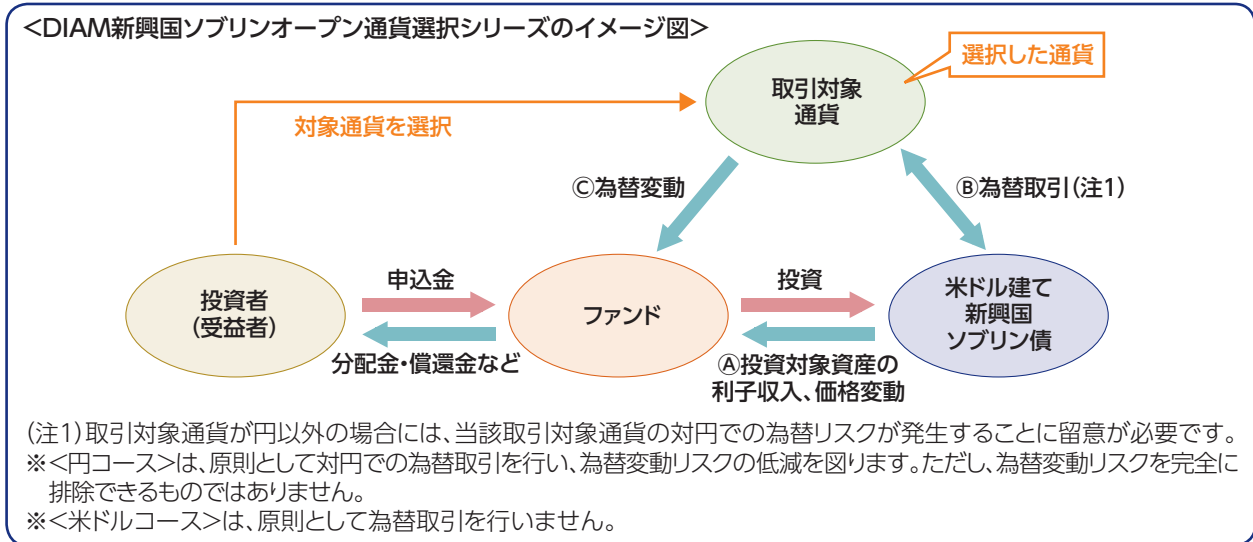 <DIAM新興国ソブリンオープン通貨選択シリーズのイメージ図>
選択した通貨
取引対象
通貨
対象通貨を選択
Ⓒ為替変動
Ⓑ為替取引(注1)
投資者
(受益者)
申込金
分配金・償還金など
ファンド
投資
Ⓐ投資対象資産の
利子収入、価格変動
米ドル建て
新興国
ソブリン債
(注1)取引対象通貨が円以外の場合には、当該取引対象通貨の対円での為替リスクが発生することに留意が必要です。
※<円コース>は、原則として対円での為替取引を行い、為替変動リスクの低減を図ります。ただし、為替変動リスクを完全に
排除できるものではありません。
※<米ドルコース>は、原則として為替取引を行いません。